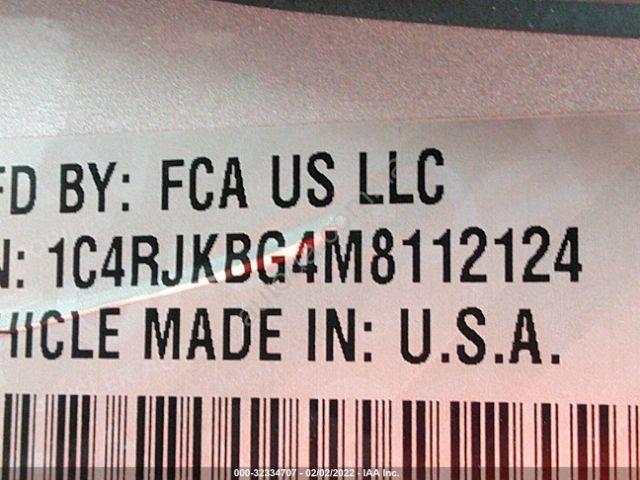 FD BY: FCA US LLC
N: 1C4RJKBG4M8112124
HICLE MADE IN: U.S.A.
000-32334707 - 02/02/2022 - IAA Inc.